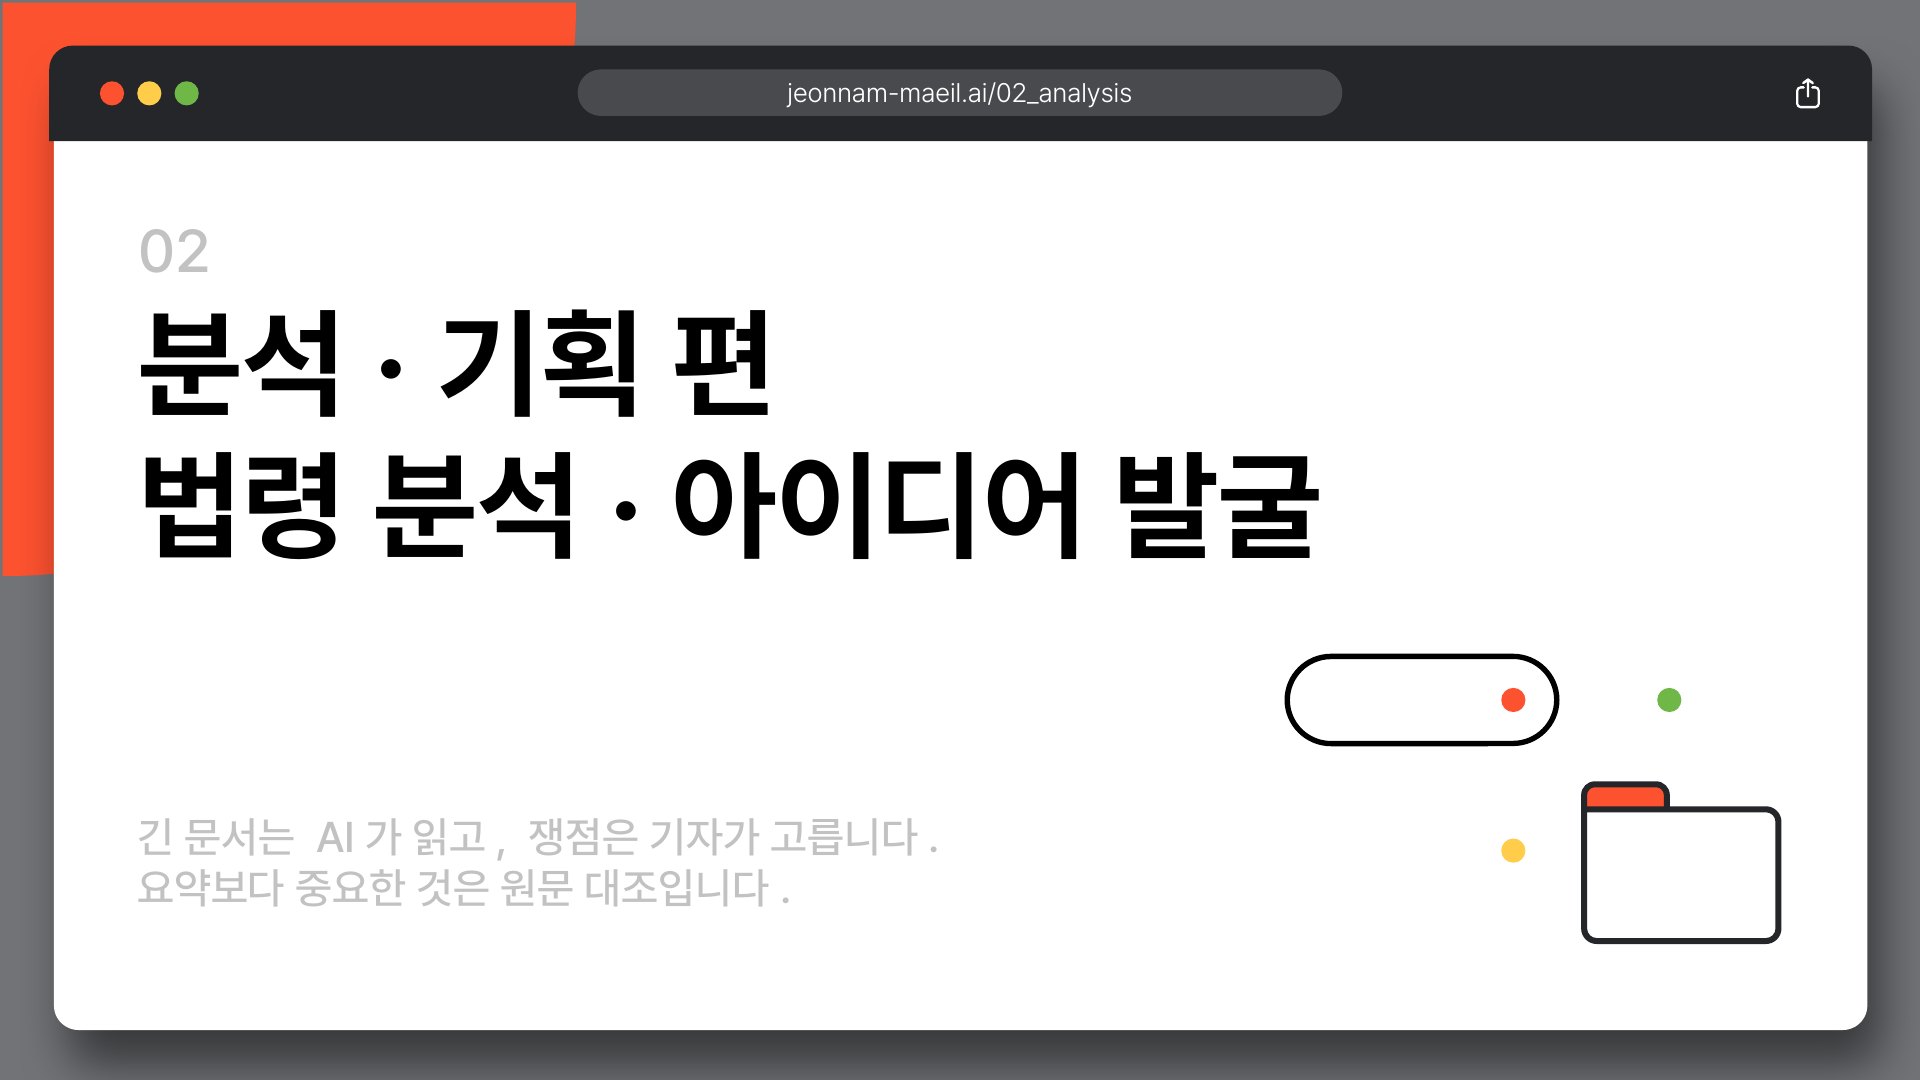 jeonnam-maeil.ai/02_analysis
02
분석 · 기획 편
법령 분석 · 아이디어 발굴
긴 문서는 AI 가 읽고 , 쟁점은 기자가 고릅니다 .
요약보다 중요한 것은 원문 대조입니다 .